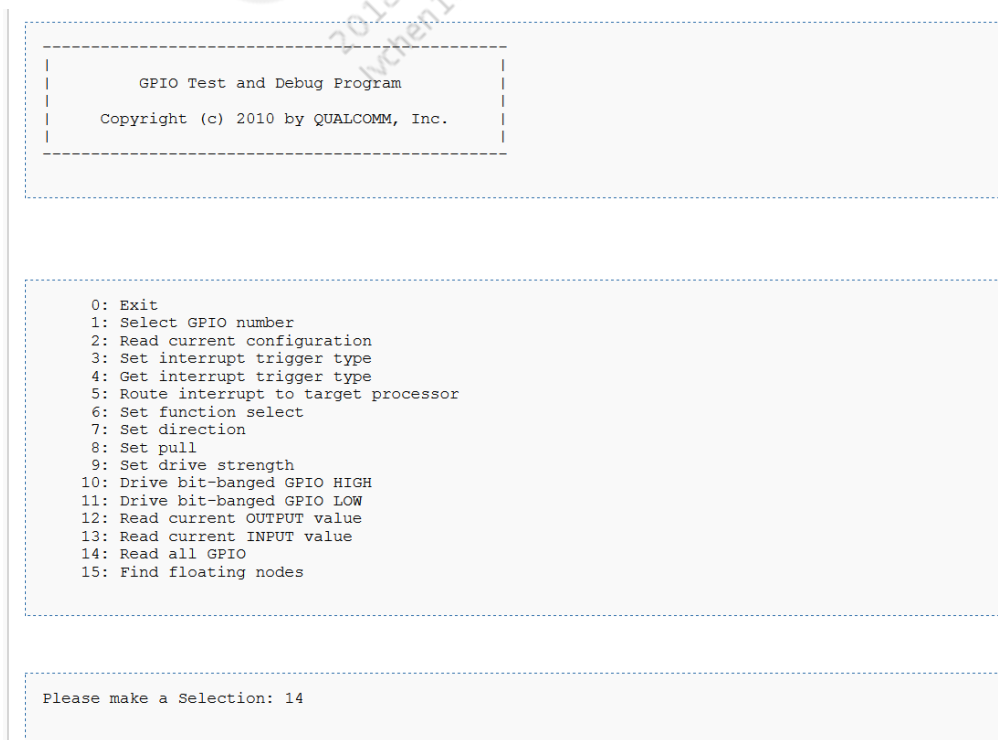 GPIO Test and Debug Program
Copyright (c) 2010 by QUALCOMM, Inc.
0: Exit
1: Select GPIO number
2: Read current configuration
3: Set interrupt trigger type
4: Get interrupt trigger type
5: Route interrupt to target processor
6: Set function select
7: Set direction
8: Set pull
9: Set drive strength
10: Drive bit-banged GPIO HIGH
11: Drive bit-banged GPIO LOW
12: Read current OUTPUT value
13: Read current INPUT value
14: Read all GPIO
15: Find floating nodes
Please make a Selection: 14